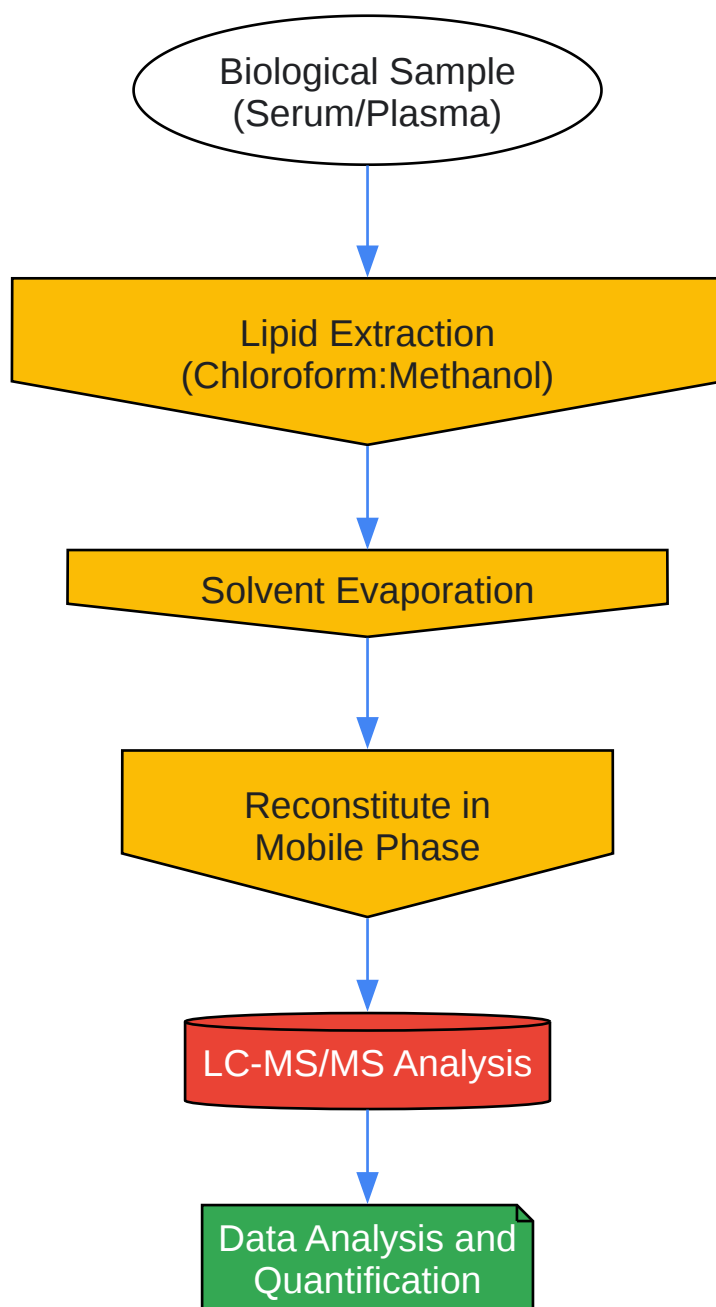 Biological Sample
(Serum/Plasma)
Lipid Extraction
(Chloroform:Methanol)
Solvent Evaporation
Reconstitute in
Mobile Phase
LC-MS/MS Analysis
Data Analysis and
Quantification